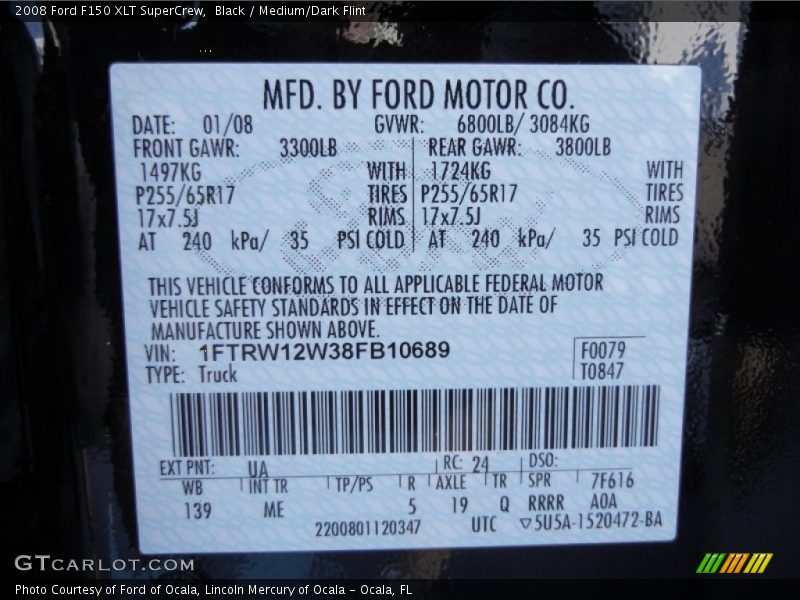 2008 Ford F150 XLT SuperCrew,  Black / Medium/Dark Flint
MFD. BY FORD MOTOR CO.
DATE: 01/08 GVWR: 6800LB/ 3084KG
FRONT GAWR: 3300LB REAR GAWR: 3800LB
1497KG WITH 1724KG WITH
P255/65R17 TIRES P255/65R17 TIRES
17x7.5J RIMS 17x7.5J RIMS
AT 240 kPa/ 35 PSI COLD AT 240 kPa/ 35 PSI COLD
THIS VEHICLE CONFORMS TO ALL APPLICABLE FEDERAL MOTOR
VEHICLE SAFETY STANDARDS IN EFFECT ON THE DATE OF
MANUFACTURE SHOWN ABOVE.
VIN: 1FTRW12W38FB10689 F0079
TYPE: Truck T0847
EXT PNT: UA RC: 24 DSO:
WB INT TR TP/PS R AXLE TR SPR 7F616
139 ME 5 19 Q RRRR A0A
2200801120347 UTC ▽5U5A-1520472-BA
GTCARLOT.COM
Photo Courtesy of Ford of Ocala, Lincoln Mercury of Ocala - Ocala, FL